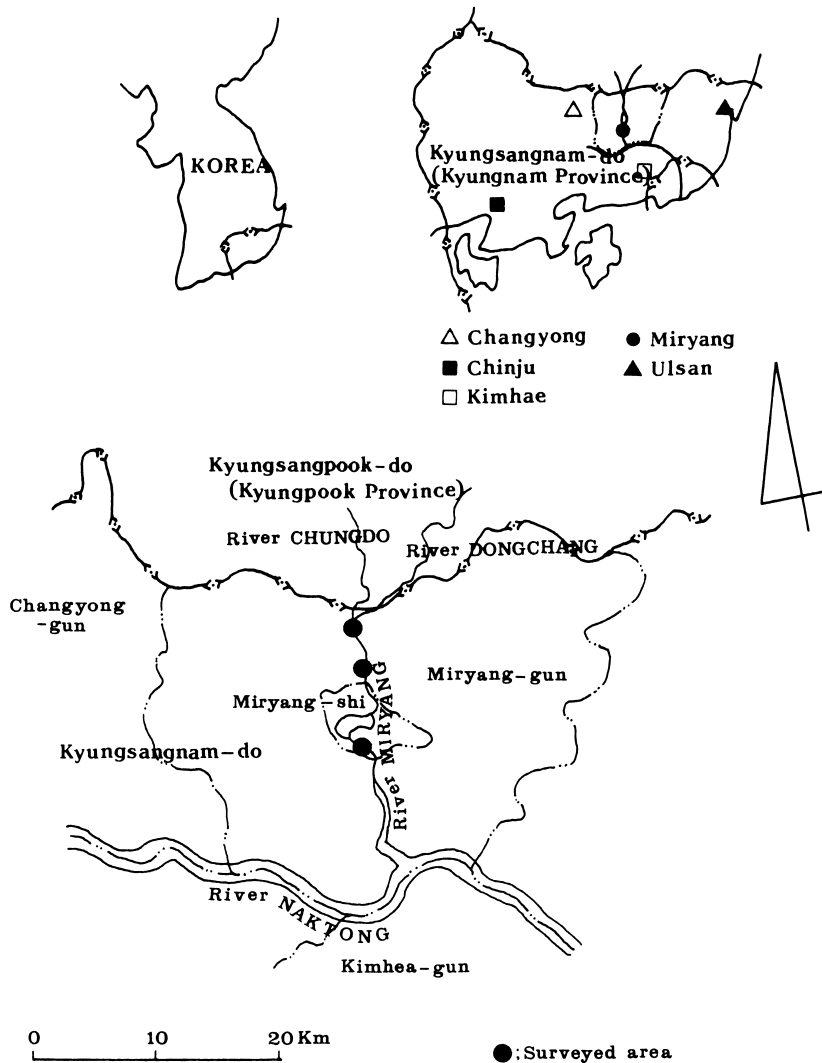 KOREA
Kyungsangnam-do
(Kyungnam Province)
Changyong
Miryang
Chinju
Ulsan
Kimhae
Kyungsangpook-do
(Kyungpook Province)
River CHUNGDO
River DONGCHANG
Changyong
-gun
Miryang-gun
Miryang-shi
River MIRYANG
Kyungsangnam-do
River NAKTONG
Kimhea-gun
0 10 20 Km
;Surveyed area